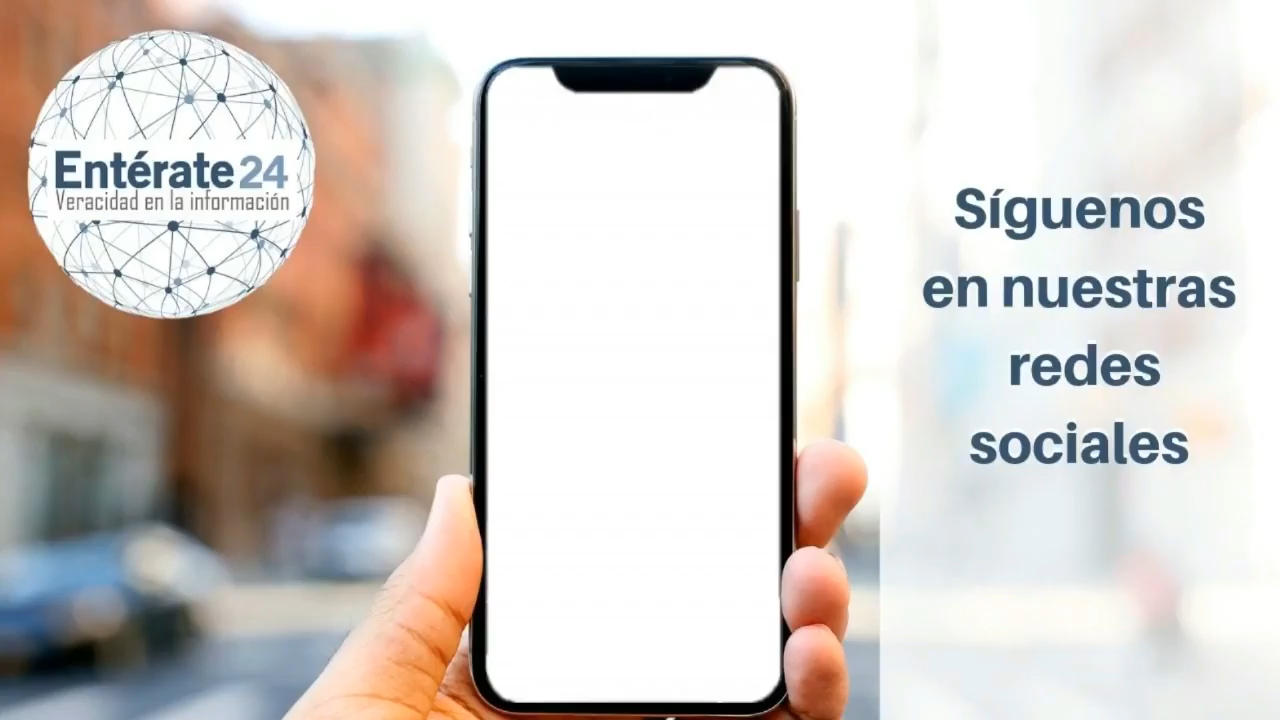 Entérate24
Veracidad en la información
Síguenos
en nuestras
redes
sociales